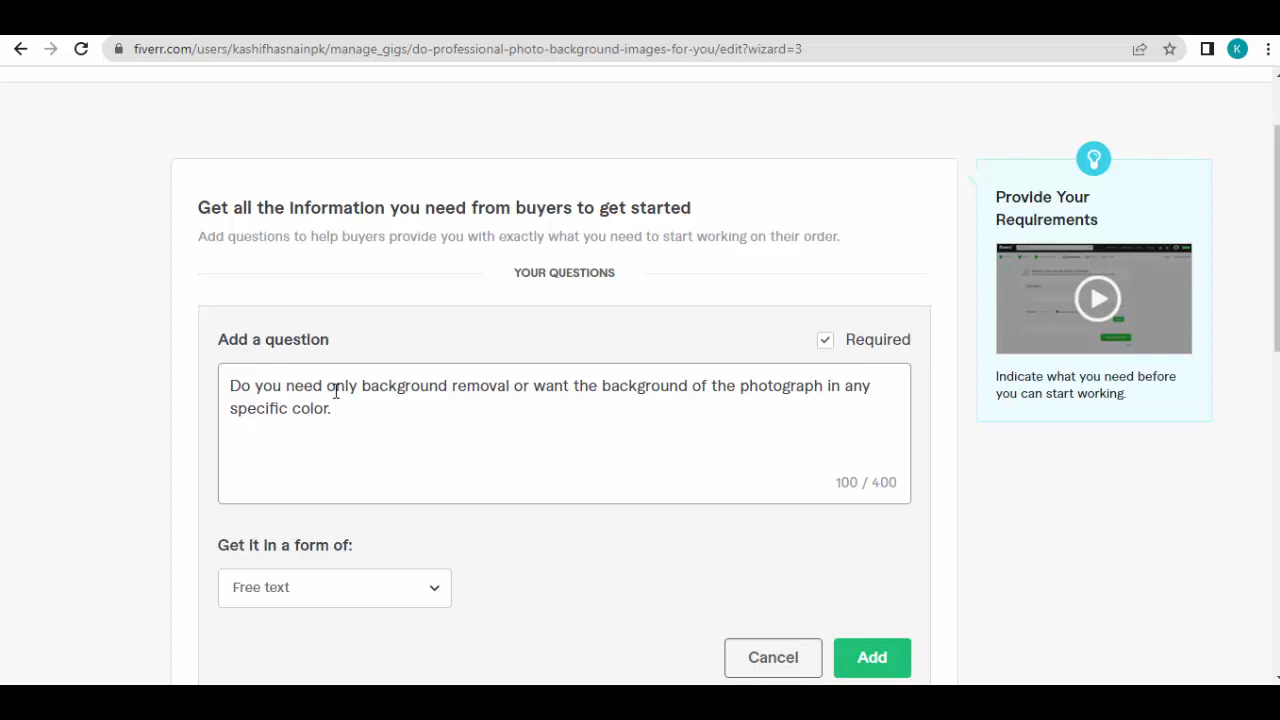 fiverr.com/users/kashifhasnainpk/manage_gigs/do-professional-photo-background-images-for-you/edit?wizard=3
K
Get all the information you need from buyers to get started
Add questions to help buyers provide you with exactly what you need to start working on their order.
YOUR QUESTIONS
Add a question
Required
Do you need only background removal or want the background of the photograph in any
specific color.
100 / 400
Get it in a form of:
Free text
Cancel
Add
Provide Your
Requirements
Indicate what you need before
you can start working.